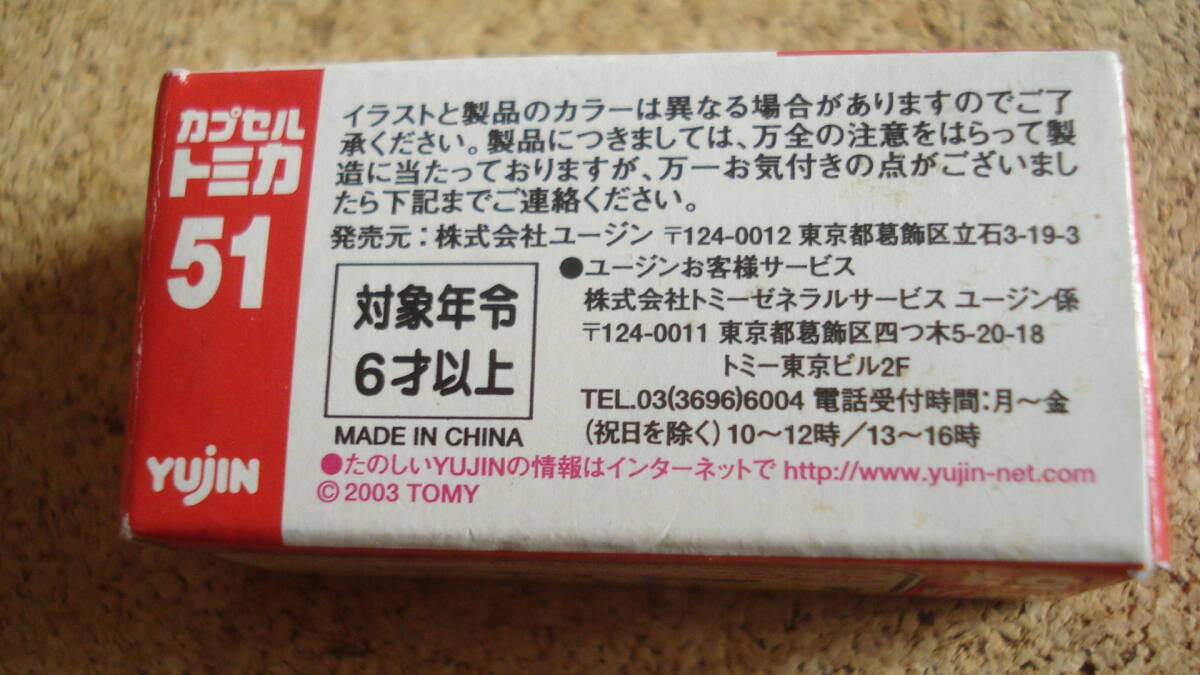 カプセル
トミカ
51
YUJIN
イラストと製品のカラーは異なる場合がありますのでご了
承ください。製品につきましては、万全の注意をはらって製
造に当たっておりますが、万一お気付きの点がございまし
たら下記までご連絡ください。
発売元：株式会社ユージン 〒124-0012 東京都葛飾区立石3-19-3
対象年令
6才以上
MADE IN CHINA
●ユージンお客様サービス
株式会社トミーゼネラルサービス ユージン係
〒124-0011 東京都葛飾区四つ木5-20-18
トミー東京ビル2F
TEL.03(3696)6004 電話受付時間：月〜金
(祝日を除く) 10〜12時／13〜16時
●たのしいYUJINの情報はインターネットで http://www.yujin-net.com
© 2003 TOMY